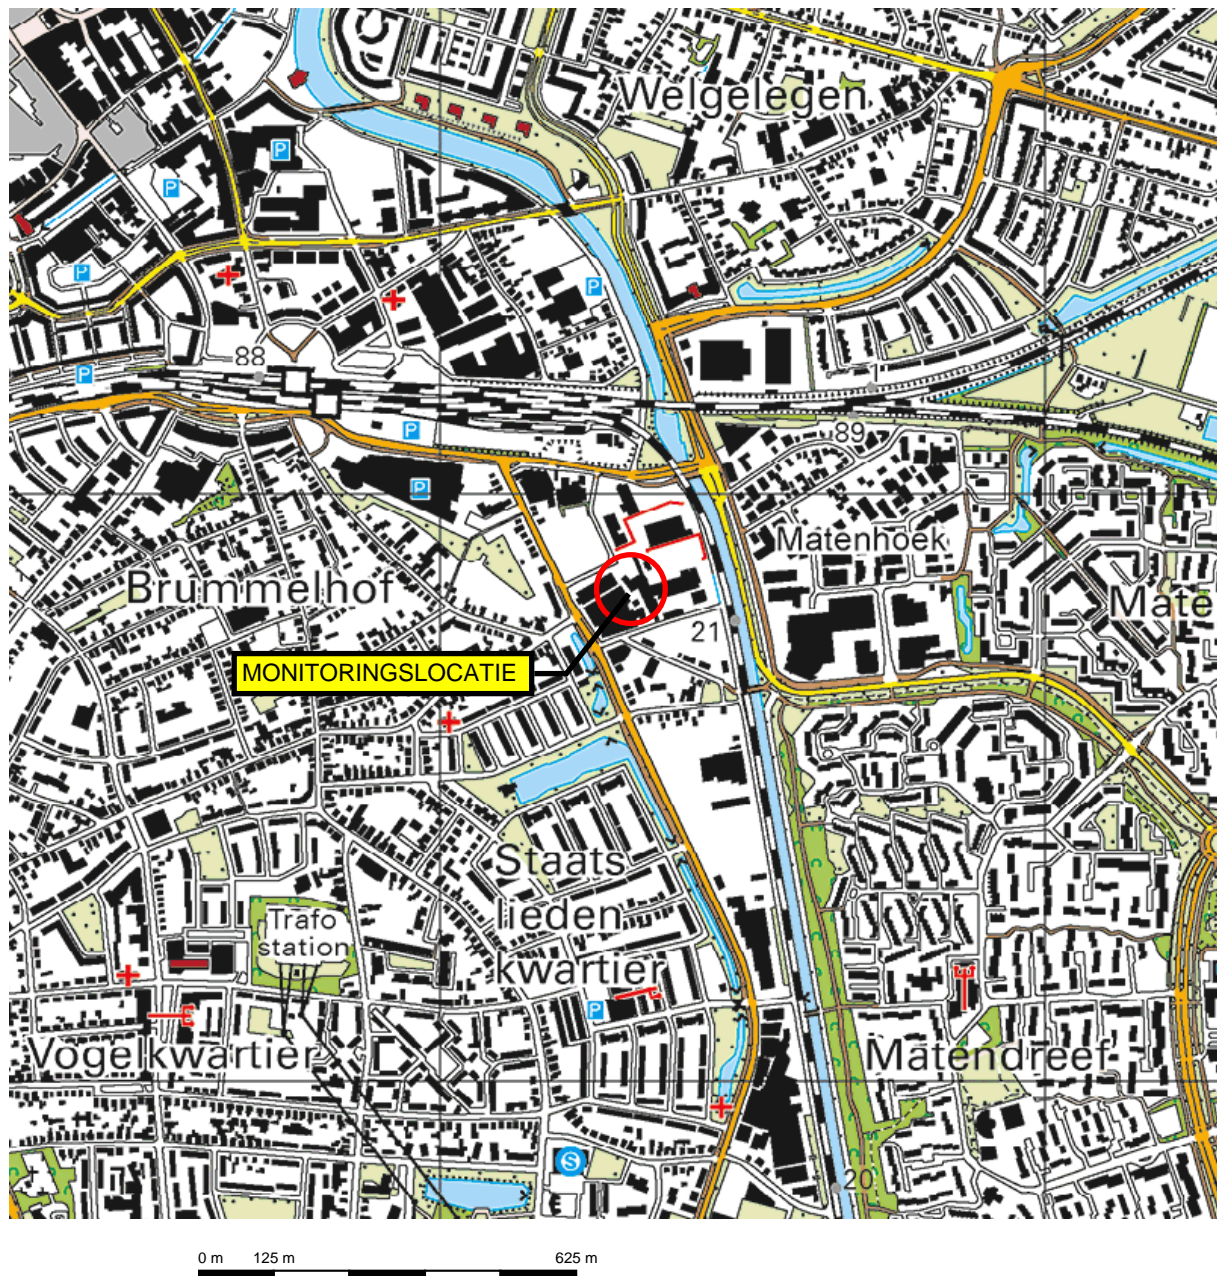 Welgelegen
P
P
P
P
88
P
P
89
P
Matenhoek
Brummelhof
Mate
21
MONITORINGSLOCATIE
Staats
lieden
kwartier
Trafo
station
P
Vogelkwartier
Matendreef
S
20
0 m 125 m 625 m